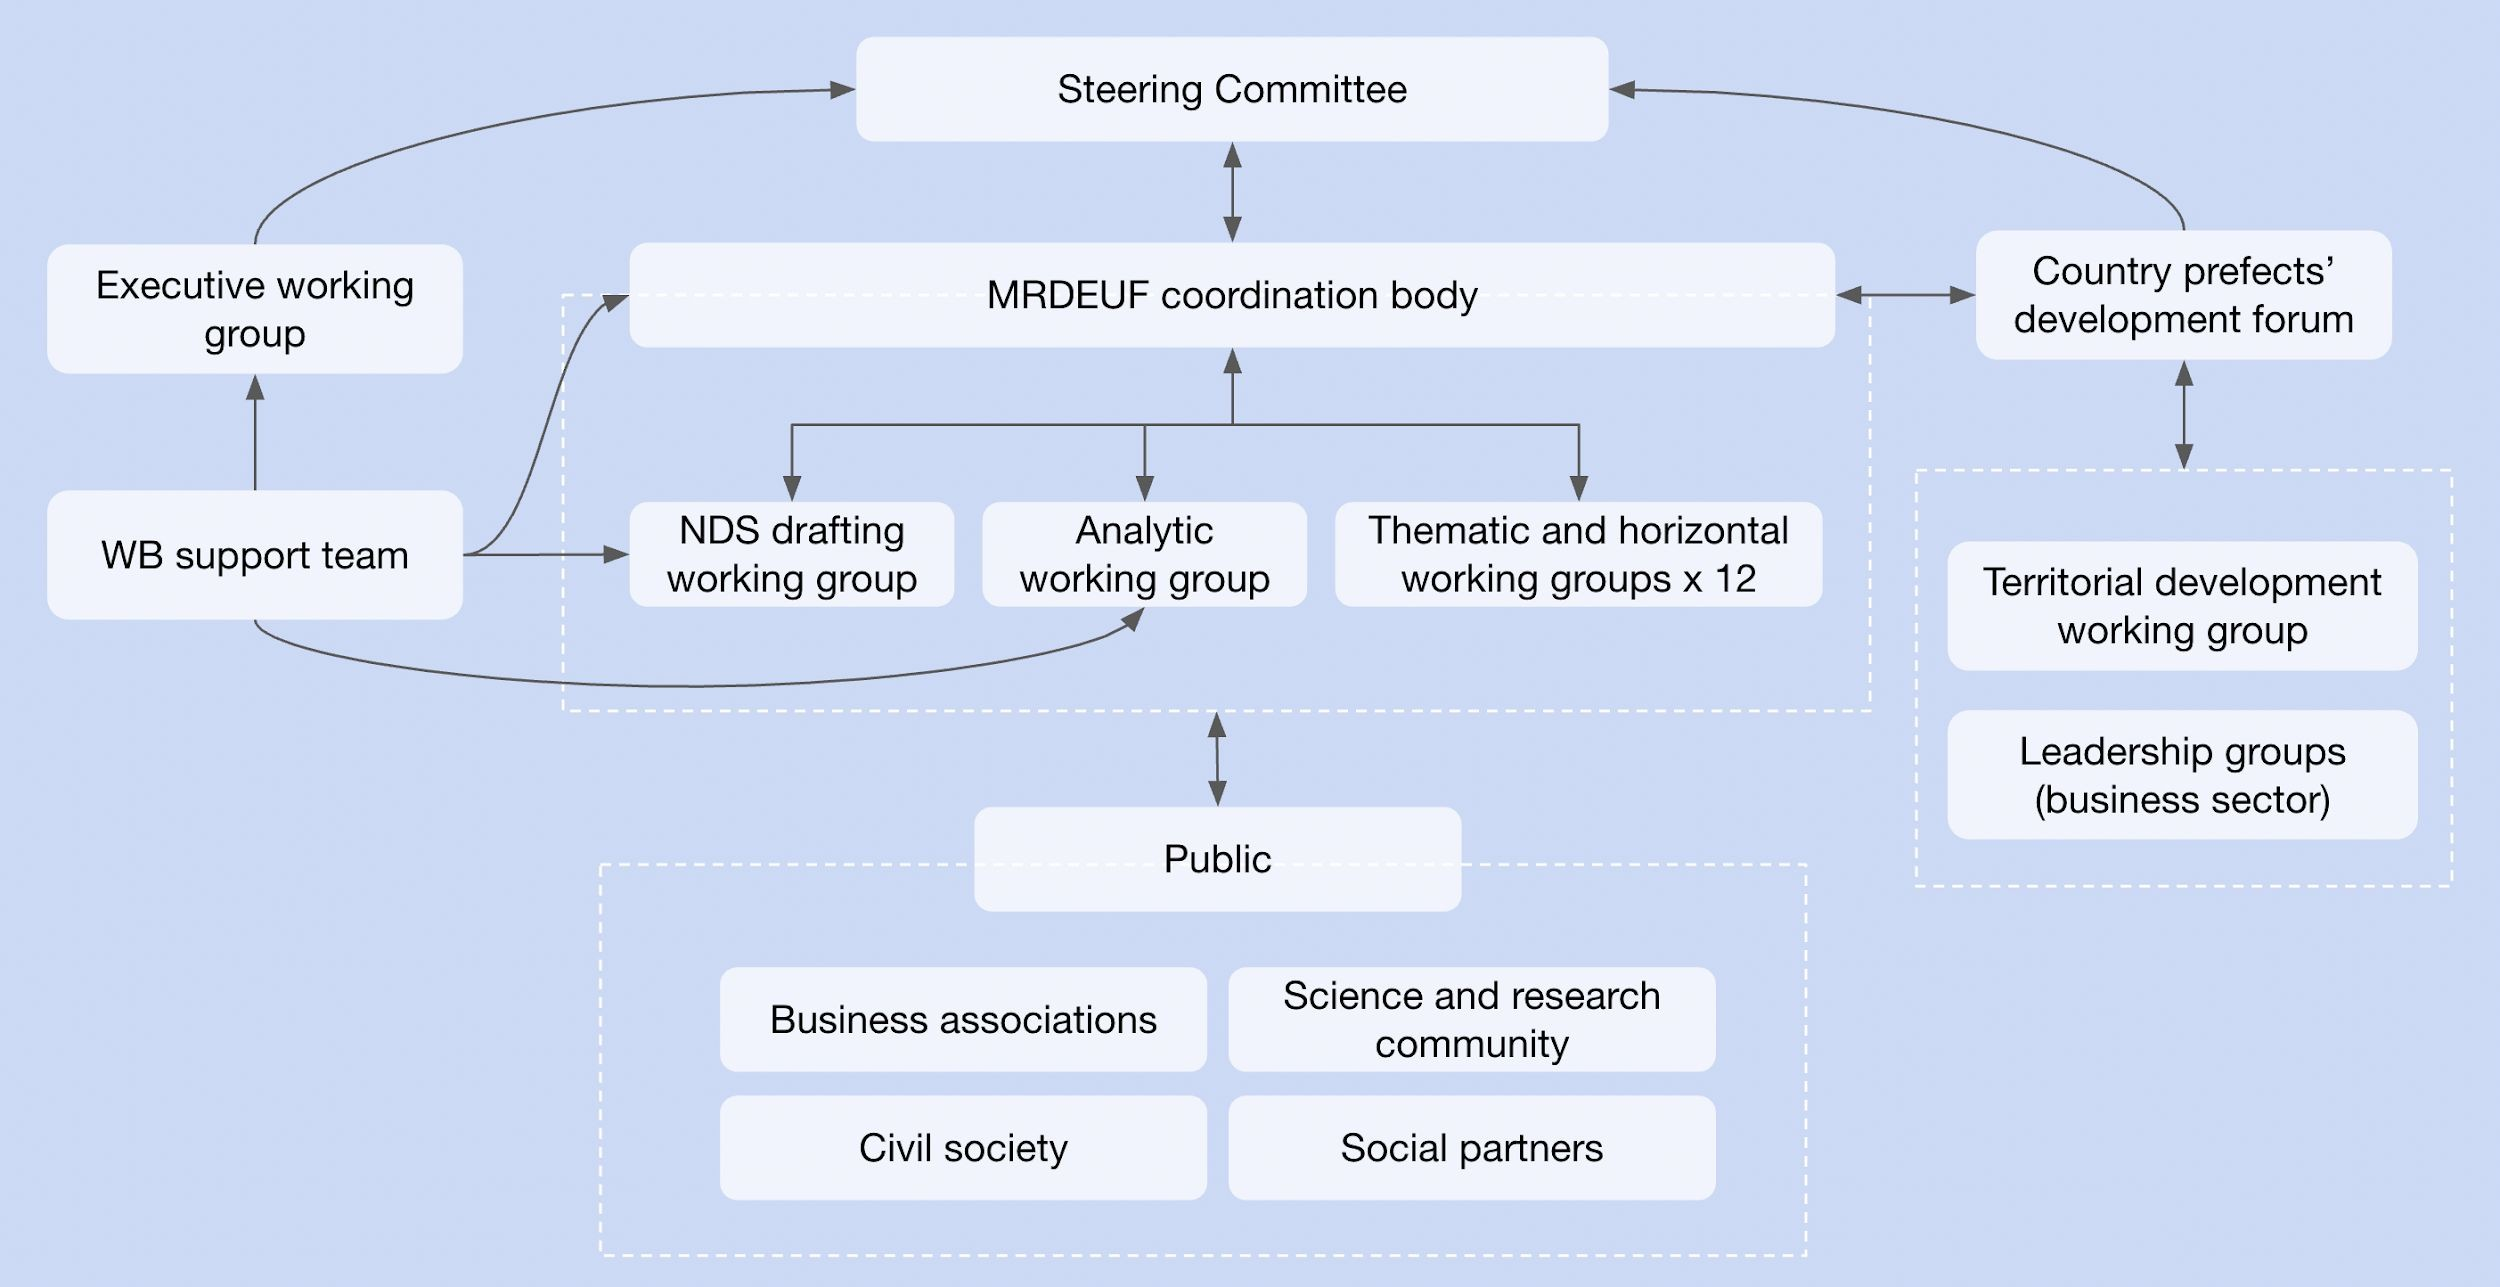 Steering Committee
Executive working
group
MRDEUF coordination body
Country prefects’
development forum
WB support team
NDS drafting
working group
Analytic
working group
Thematic and horizontal
working groups x 12
Territorial development
working group
Leadership groups
(business sector)
Public
Business associations
Science and research
community
Civil society
Social partners